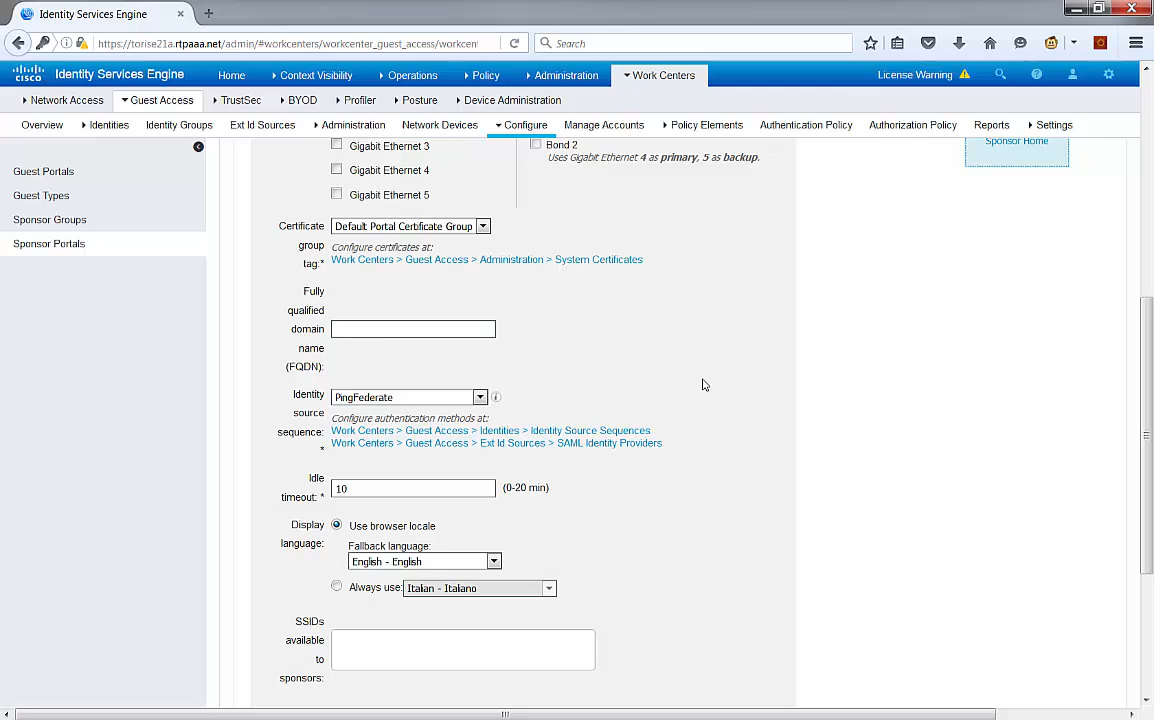 Identity Services Engine
https://torise21a.rtpaaa.net/admin/#workcenters/workcenter_guest_access/workcent
Search
cisco
Identity Services Engine
Home
Context Visibility
Operations
Policy
Administration
Work Centers
License Warning
Network Access
Guest Access
TrustSec
BYOD
Profiler
Posture
Device Administration
Overview
Identities
Identity Groups
Ext Id Sources
Administration
Network Devices
Configure
Manage Accounts
Policy Elements
Authentication Policy
Authorization Policy
Reports
Settings
Guest Portals
Guest Types
Sponsor Groups
Sponsor Portals
Gigabit Ethernet 3
Gigabit Ethernet 4
Gigabit Ethernet 5
Bond 2
Uses Gigabit Ethernet 4 as primary, 5 as backup.
Sponsor Home
Certificate
group
tag:*
Default Portal Certificate Group
Configure certificates at:
Work Centers > Guest Access > Administration > System Certificates
Fully
qualified
domain
name
(FQDN):
Identity
source
sequence:
*
PingFederate
Configure authentication methods at:
Work Centers > Guest Access > Identities > Identity Source Sequences
Work Centers > Guest Access > Ext Id Sources > SAML Identity Providers
Idle
timeout: *
10
(0-20 min)
Display
language:
Use browser locale
Fallback language:
English - English
Always use:
Italian - Italiano
SSIDs
available
to
sponsors: